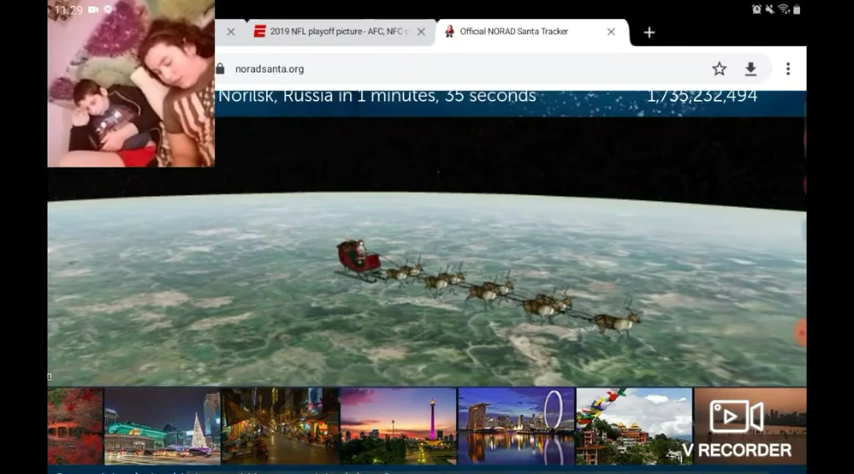 11:29
2019 NFL playoff picture - AFC, NFC
Official NORAD Santa Tracker
noradsanta.org
Norilsk, Russia in 1 minutes, 35 seconds
1,735,232,494
V RECORDER